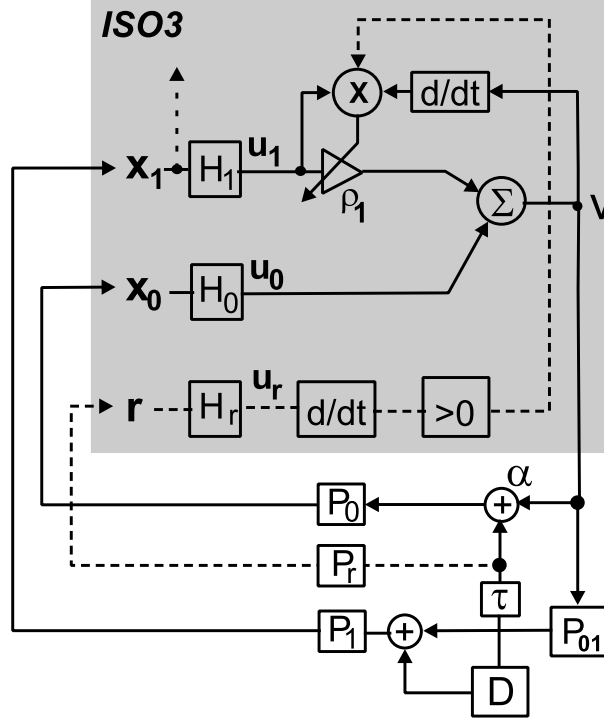 ISO3
X d/dt
x1 H1 u1
ρ1
Σ V
x0 H0 u0
r Hr ur d/dt >0
α
P0 +
Pr
τ
P1 + P01
D